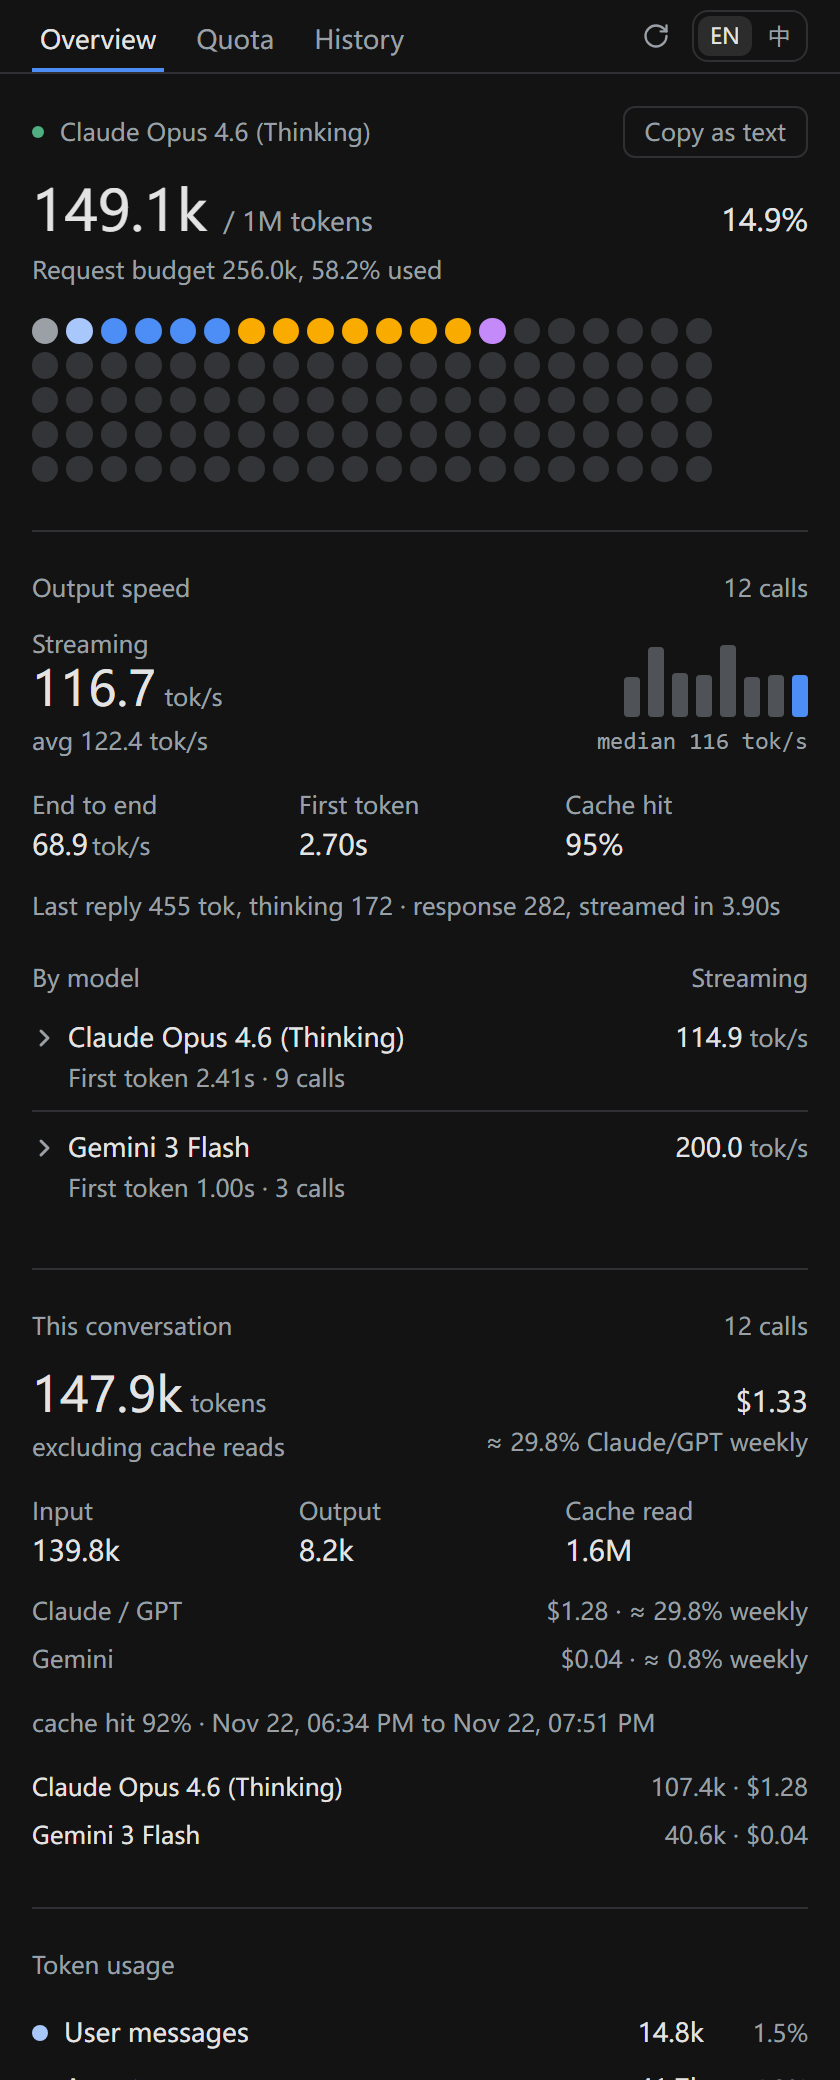 Overview Quota History EN 中
Claude Opus 4.6 (Thinking) Copy as text
149.1k / 1M tokens 14.9%
Request budget 256.0k, 58.2% used
Output speed 12 calls
Streaming
116.7 tok/s
avg 122.4 tok/s median 116 tok/s
End to end First token Cache hit
68.9 tok/s 2.70s 95%
Last reply 455 tok, thinking 172 · response 282, streamed in 3.90s
By model Streaming
Claude Opus 4.6 (Thinking) 114.9 tok/s
First token 2.41s · 9 calls
Gemini 3 Flash 200.0 tok/s
First token 1.00s · 3 calls
This conversation 12 calls
147.9k tokens $1.33
excluding cache reads ≈ 29.8% Claude/GPT weekly
Input Output Cache read
139.8k 8.2k 1.6M
Claude / GPT $1.28 · ≈ 29.8% weekly
Gemini $0.04 · ≈ 0.8% weekly
cache hit 92% · Nov 22, 06:34 PM to Nov 22, 07:51 PM
Claude Opus 4.6 (Thinking) 107.4k · $1.28
Gemini 3 Flash 40.6k · $0.04
Token usage
User messages 14.8k 1.5%